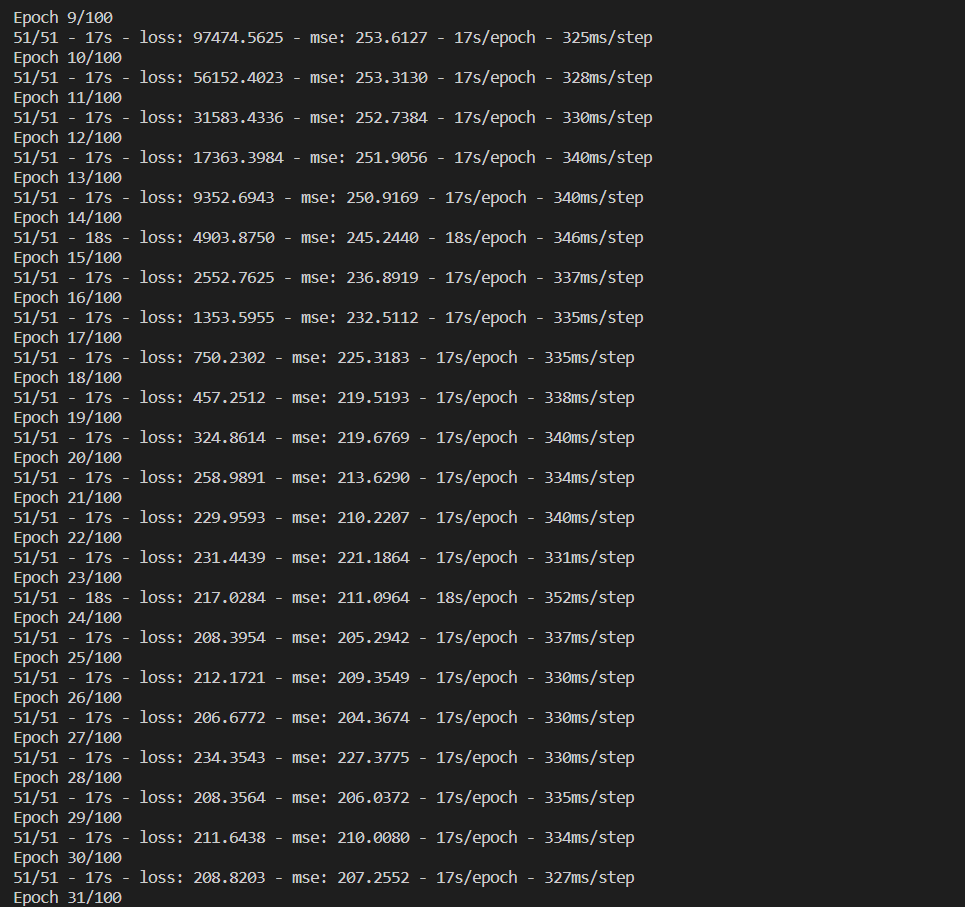 Epoch 9/100
51/51 - 17s - loss: 97474.5625 - mse: 253.6127 - 17s/epoch - 325ms/step
Epoch 10/100
51/51 - 17s - loss: 56152.4023 - mse: 253.3130 - 17s/epoch - 328ms/step
Epoch 11/100
51/51 - 17s - loss: 31583.4336 - mse: 252.7384 - 17s/epoch - 330ms/step
Epoch 12/100
51/51 - 17s - loss: 17363.3984 - mse: 251.9056 - 17s/epoch - 340ms/step
Epoch 13/100
51/51 - 17s - loss: 9352.6943 - mse: 250.9169 - 17s/epoch - 340ms/step
Epoch 14/100
51/51 - 18s - loss: 4903.8750 - mse: 245.2440 - 18s/epoch - 346ms/step
Epoch 15/100
51/51 - 17s - loss: 2552.7625 - mse: 236.8919 - 17s/epoch - 337ms/step
Epoch 16/100
51/51 - 17s - loss: 1353.5955 - mse: 232.5112 - 17s/epoch - 335ms/step
Epoch 17/100
51/51 - 17s - loss: 750.2302 - mse: 225.3183 - 17s/epoch - 335ms/step
Epoch 18/100
51/51 - 17s - loss: 457.2512 - mse: 219.5193 - 17s/epoch - 338ms/step
Epoch 19/100
51/51 - 17s - loss: 324.8614 - mse: 219.6769 - 17s/epoch - 340ms/step
Epoch 20/100
51/51 - 17s - loss: 258.9891 - mse: 213.6290 - 17s/epoch - 334ms/step
Epoch 21/100
51/51 - 17s - loss: 229.9593 - mse: 210.2207 - 17s/epoch - 340ms/step
Epoch 22/100
51/51 - 17s - loss: 231.4439 - mse: 221.1864 - 17s/epoch - 331ms/step
Epoch 23/100
51/51 - 18s - loss: 217.0284 - mse: 211.0964 - 18s/epoch - 352ms/step
Epoch 24/100
51/51 - 17s - loss: 208.3954 - mse: 205.2942 - 17s/epoch - 337ms/step
Epoch 25/100
51/51 - 17s - loss: 212.1721 - mse: 209.3549 - 17s/epoch - 330ms/step
Epoch 26/100
51/51 - 17s - loss: 206.6772 - mse: 204.3674 - 17s/epoch - 330ms/step
Epoch 27/100
51/51 - 17s - loss: 234.3543 - mse: 227.3775 - 17s/epoch - 330ms/step
Epoch 28/100
51/51 - 17s - loss: 208.3564 - mse: 206.0372 - 17s/epoch - 335ms/step
Epoch 29/100
51/51 - 17s - loss: 211.6438 - mse: 210.0080 - 17s/epoch - 334ms/step
Epoch 30/100
51/51 - 17s - loss: 208.8203 - mse: 207.2552 - 17s/epoch - 327ms/step
Epoch 31/100